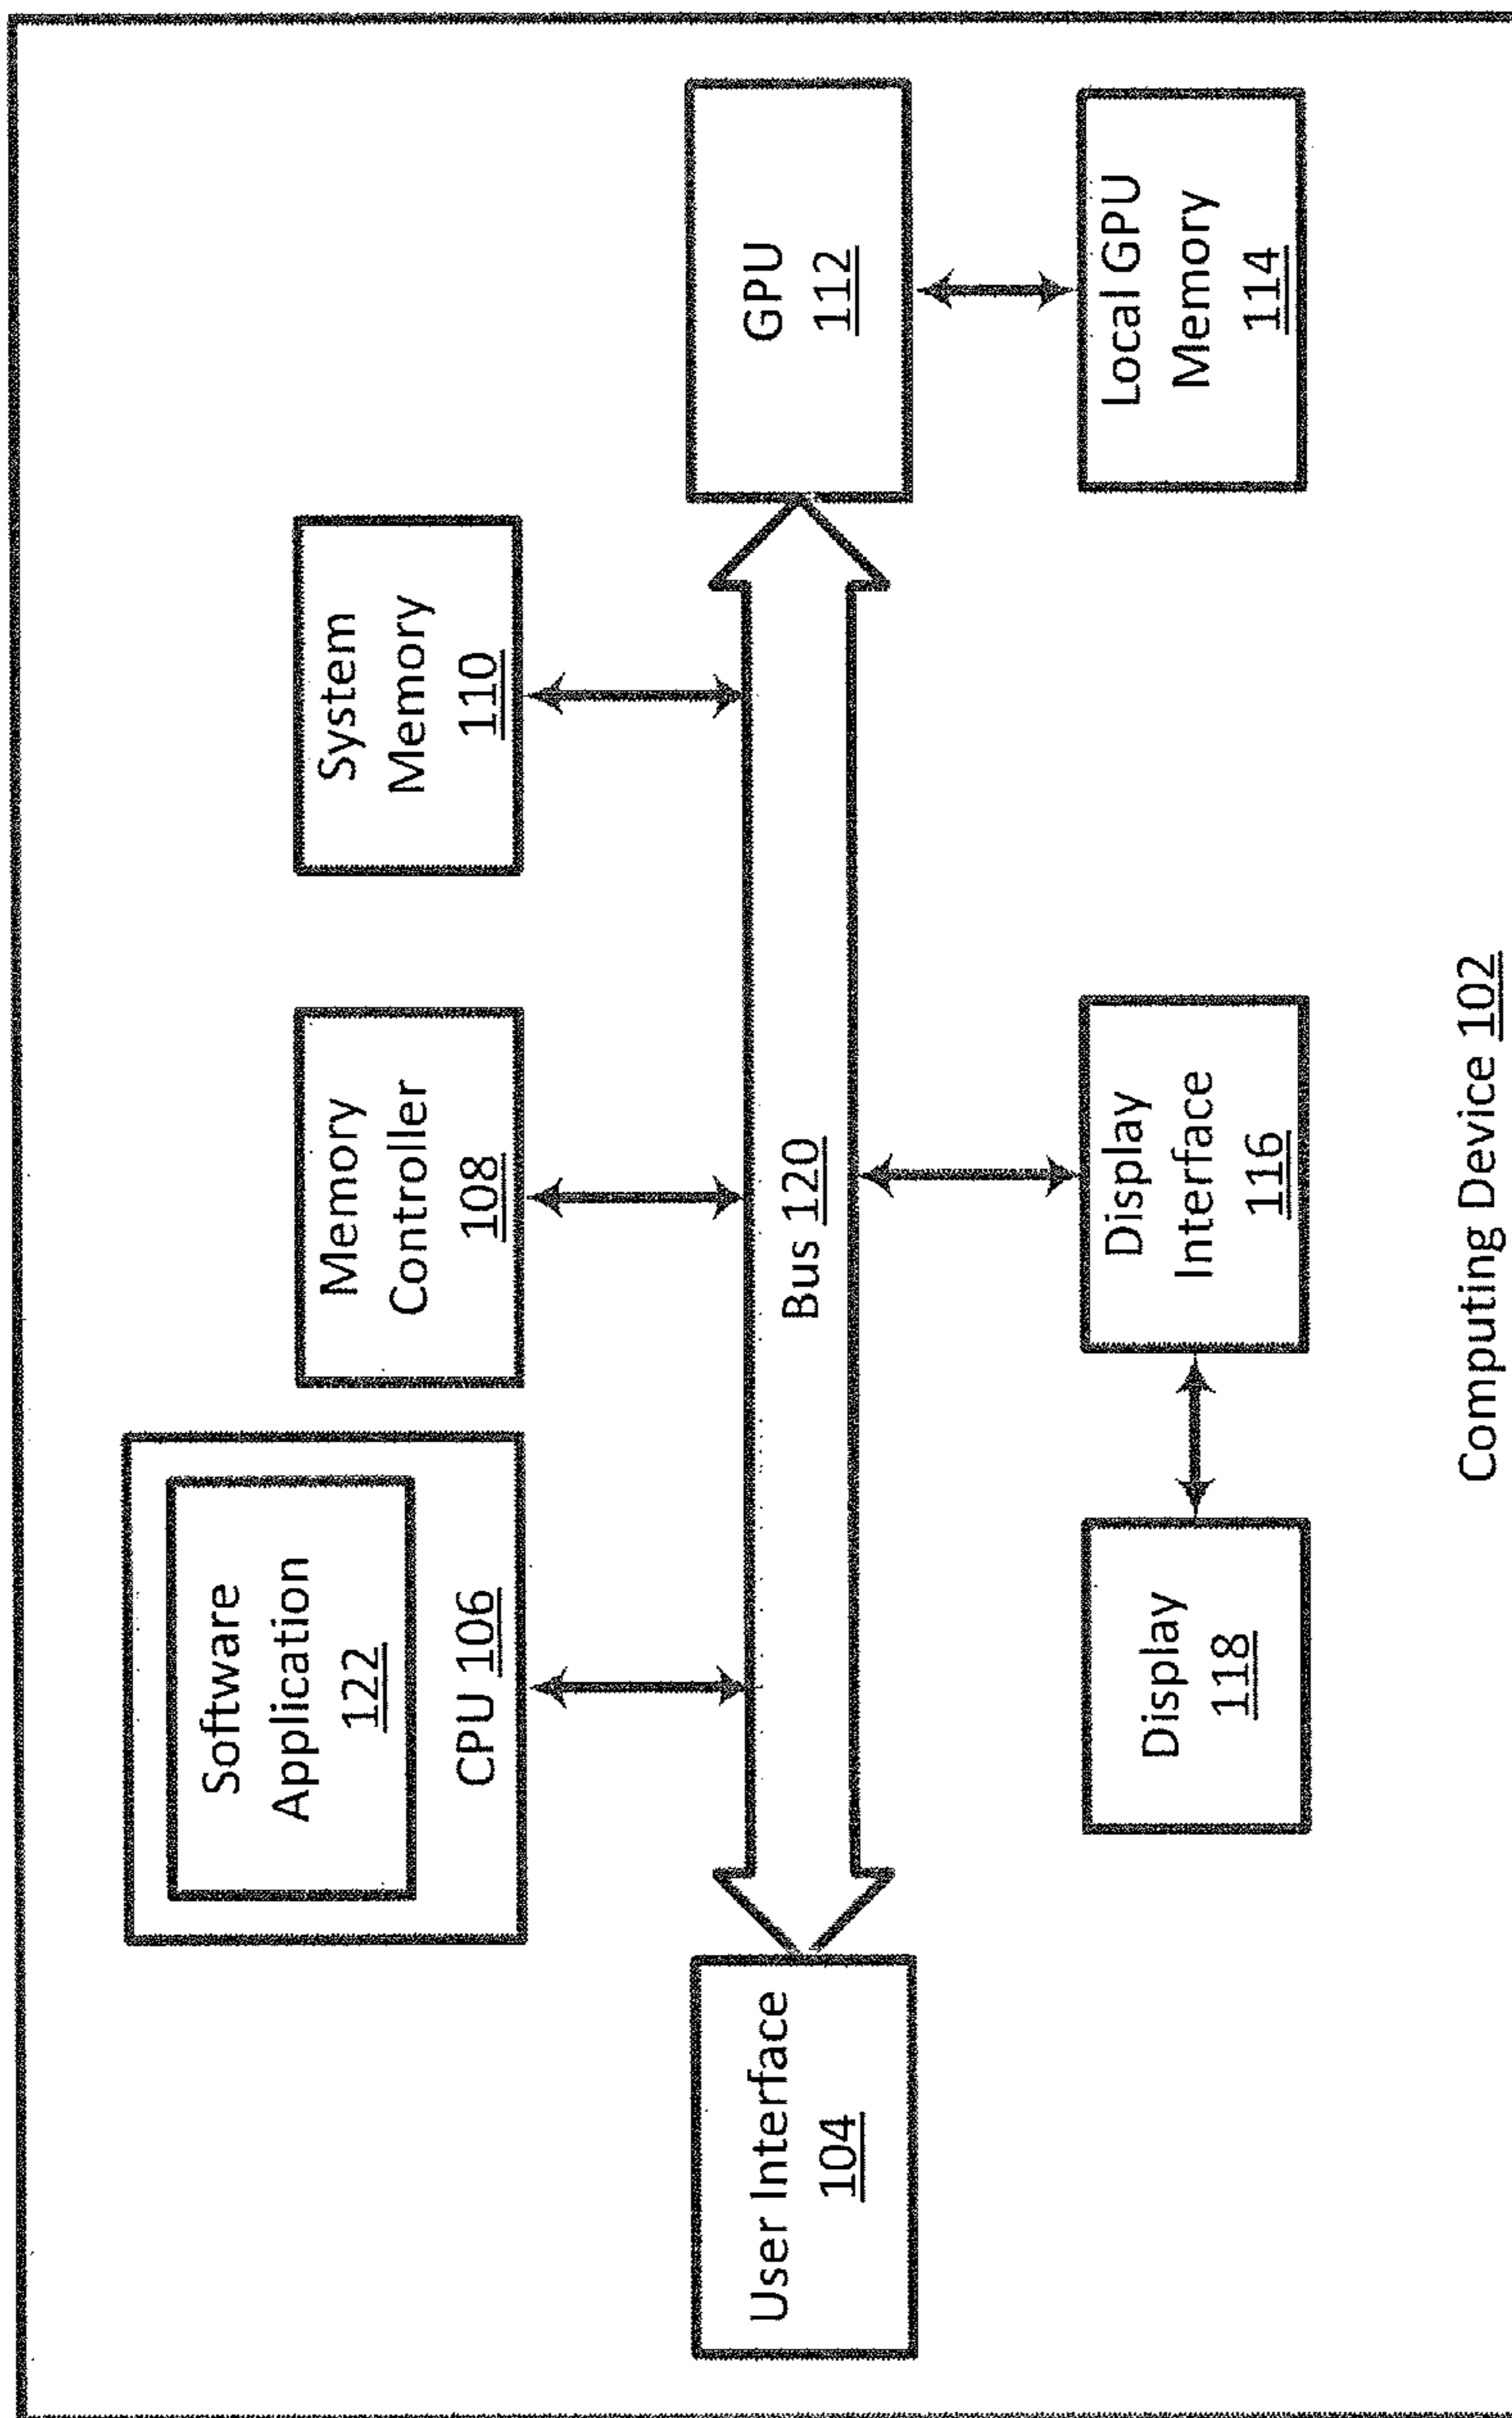 Software
Application
122
CPU 106
Memory
Controller
108
System
Memory
110
User Interface
104
Bus 120
GPU
112
Display
118
Display
Interface
116
Local GPU
Memory
114
Computing Device 102